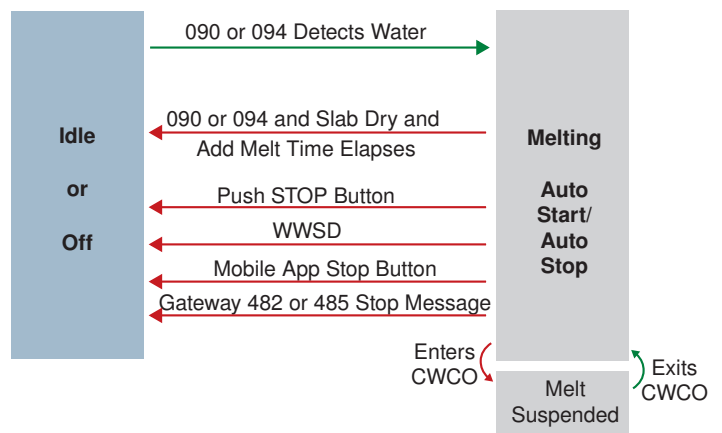 090 or 094 Detects Water
Idle
or
Off
090 or 094 and Slab Dry and
Add Melt Time Elapses
Push STOP Button
WWSD
Mobile App Stop Button
Gateway 482 or 485 Stop Message
Melting
Auto
Start/
Auto
Stop
Enters
CWCO
Melt
Suspended
Exits
CWCO